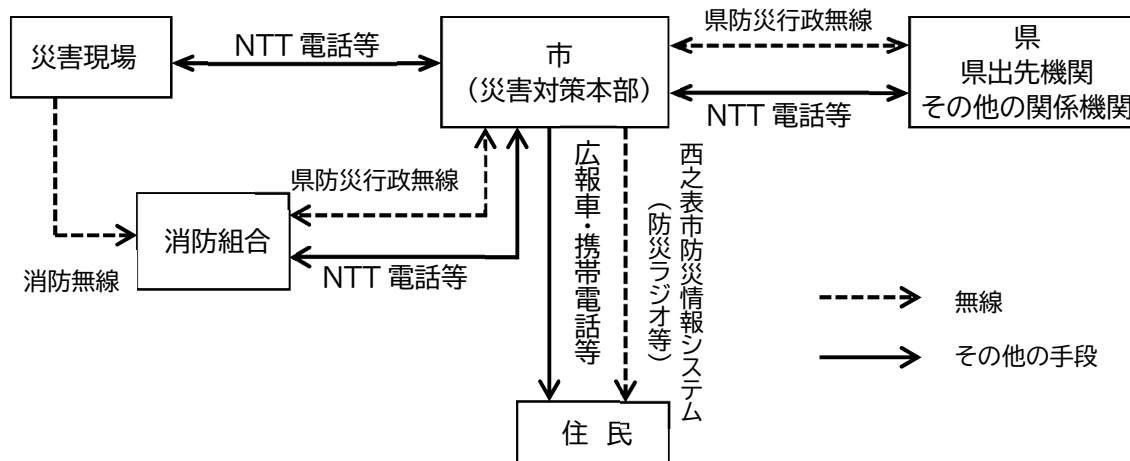 災害現場
NTT 電話等
市
（災害対策本部）
県防災行政無線
NTT 電話等
県
県出先機関
その他の関係機関
県防災行政無線
消防組合
消防無線
NTT 電話等
広報車・携帯電話等
西之表市防災情報システム
（防災ラジオ等）
無線
その他の手段
住 民